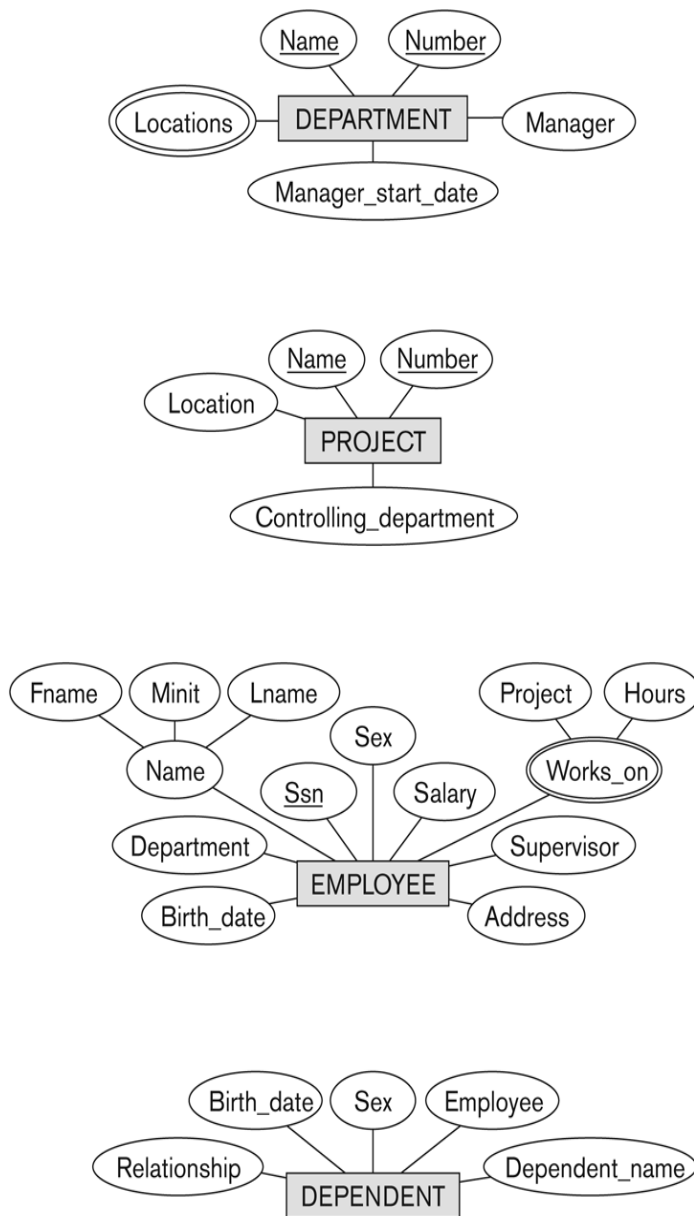 Name Number
Locations DEPARTMENT Manager
Manager_start_date
Name Number
Location
PROJECT
Controlling_department
Fname Minit Lname Project Hours
Sex
Name Works_on
Ssn Salary
Department Supervisor
EMPLOYEE
Birth_date Address
Birth_date Sex Employee
Relationship Dependent_name
DEPENDENT